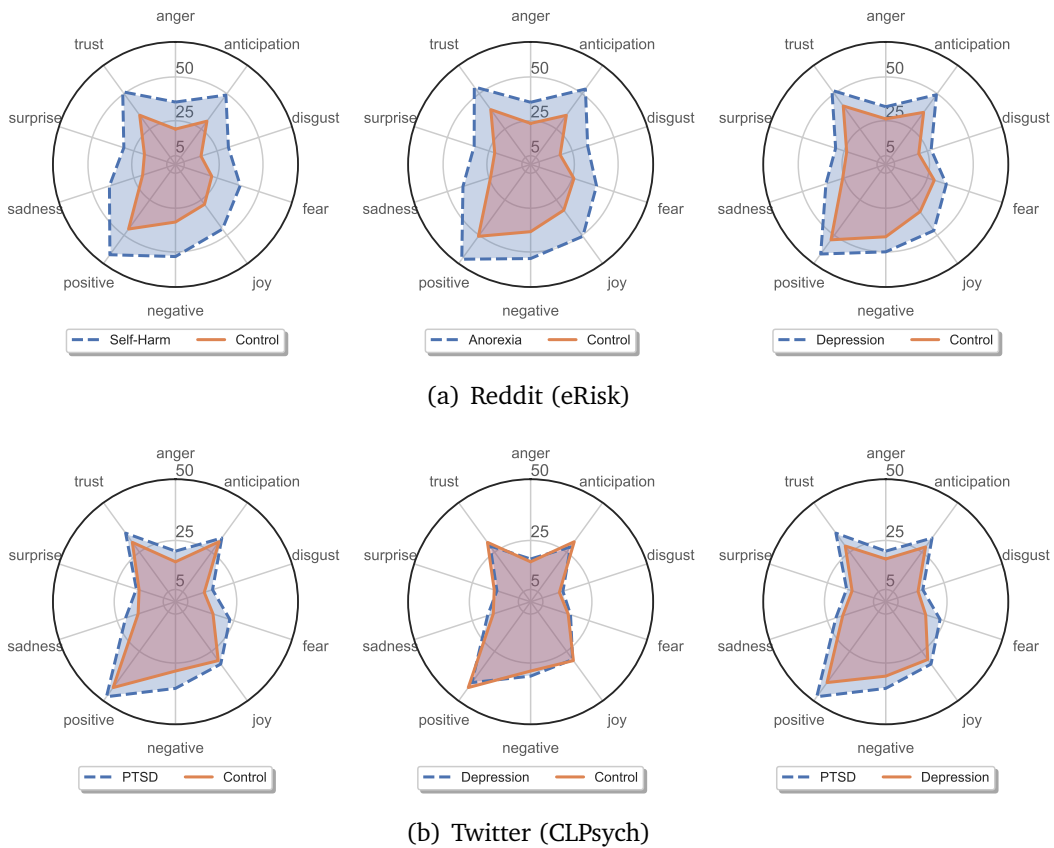 anger anger anger
trust anticipation trust anticipation trust anticipation
50 50 50
surprise 25 disgust surprise 25 disgust surprise 25 disgust
5 5 5
sadness fear sadness fear sadness fear
positive joy positive joy positive joy
negative negative negative
Self-Harm Control Anorexia Control Depression Control
(a) Reddit (eRisk)
anger anger anger
50 50 50
trust anticipation trust anticipation trust anticipation
25 25 25
surprise disgust surprise disgust surprise disgust
5 5 5
sadness fear sadness fear sadness fear
positive joy positive joy positive joy
negative negative negative
PTSD Control Depression Control PTSD Depression
(b) Twitter (CLPsych)